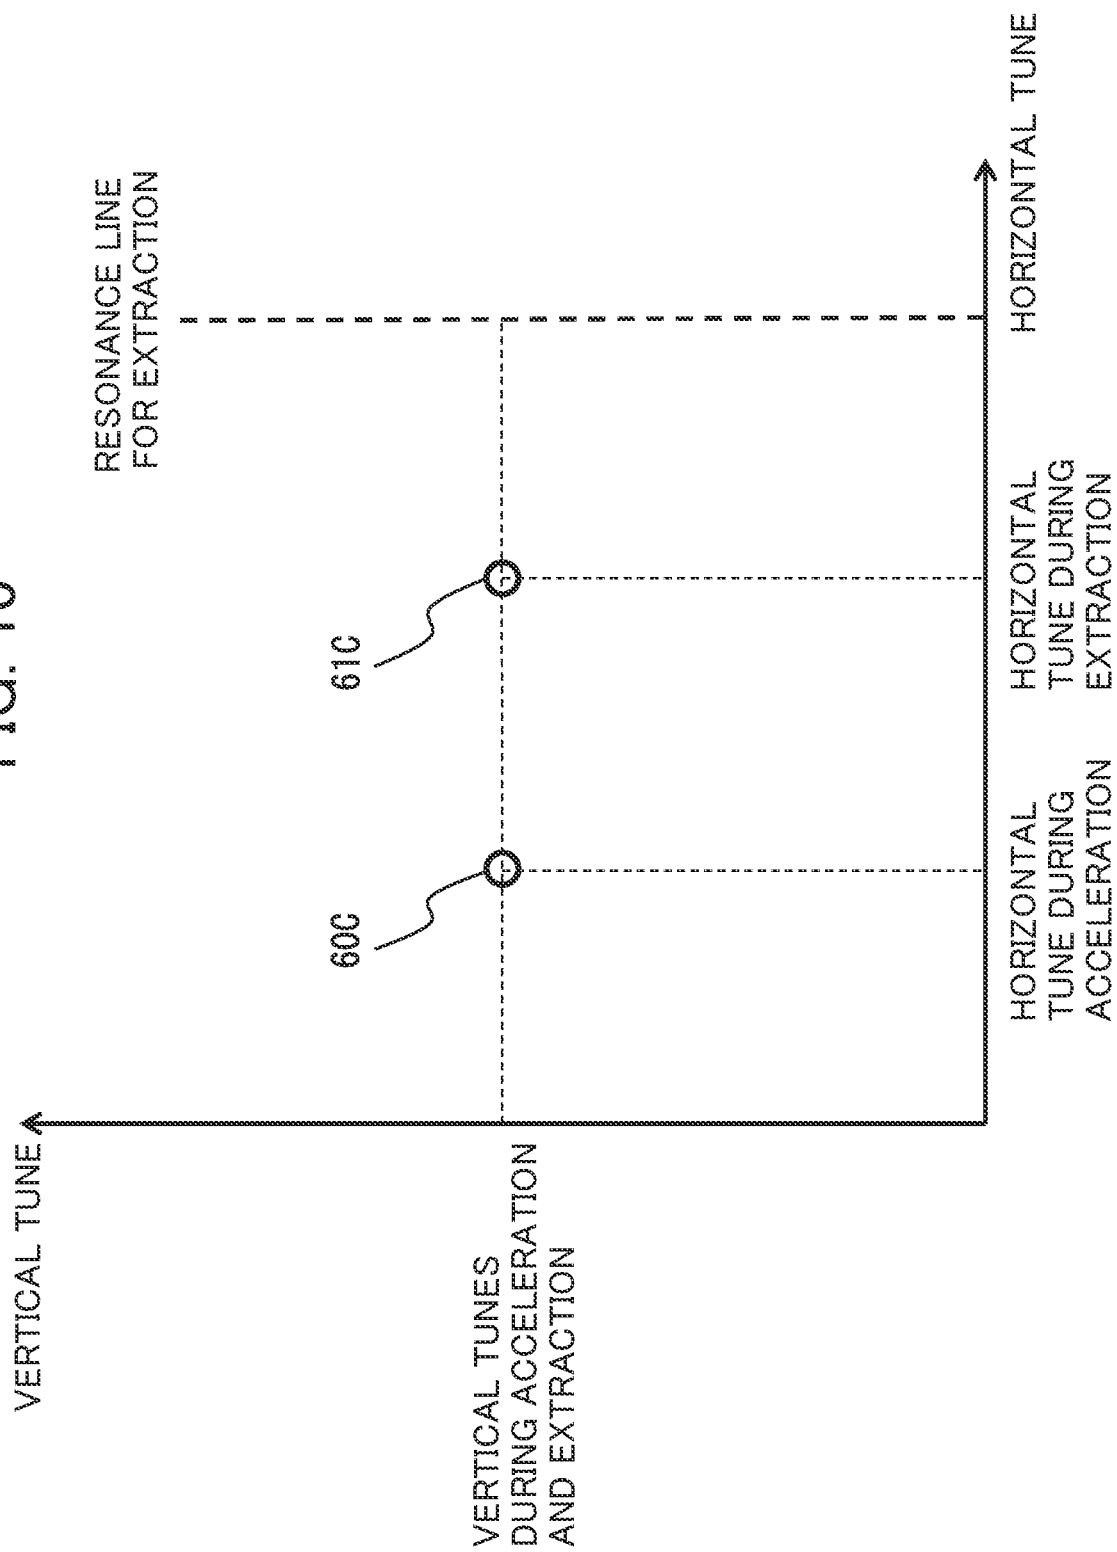 VERTICAL TUNE
RESONANCE LINE
FOR EXTRACTION
60C
61C
VERTICAL TUNES
DURING ACCELERATION
AND EXTRACTION
HORIZONTAL
TUNE DURING
ACCELERATION
HORIZONTAL
TUNE DURING
EXTRACTION
HORIZONTAL TUNE